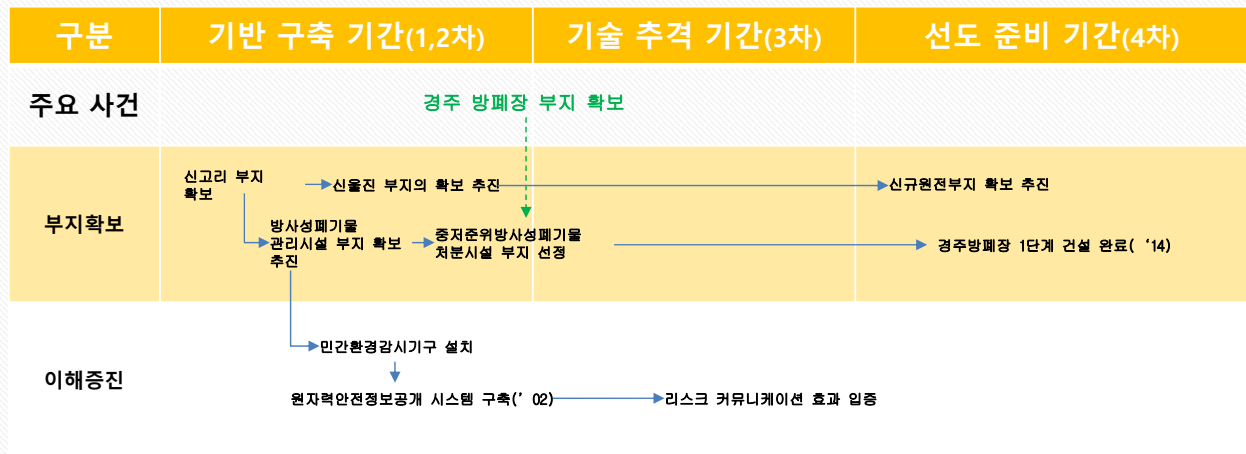 구분
기반 구축 기간(1,2차)
기술 추격 기간(3차)
선도 준비 기간(4차)
주요 사건
경주 방폐장 부지 확보
부지확보
신고리 부지
확보
신울진 부지의 확보 추진
신규원전부지 확보 추진
방사성폐기물
관리시설 부지 확보
추진
중저준위방사성폐기물
처분시설 부지 선정
경주방폐장 1단계 건설 완료( ‘14)
이해증진
민간환경감시기구 설치
원자력안전정보공개 시스템 구축(’ 02)
리스크 커뮤니케이션 효과 입증